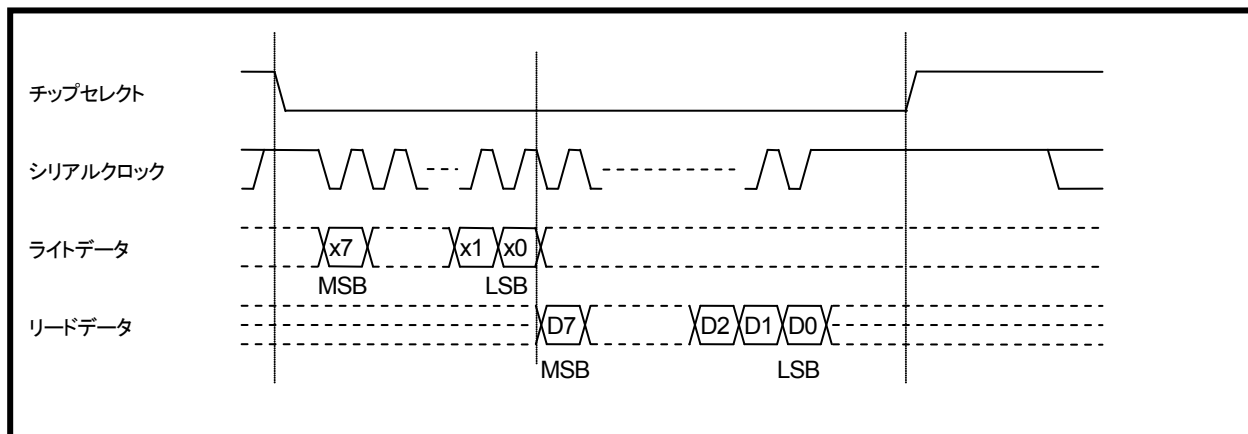 チップセレクト
シリアルクロック
ライトデータ
x7 x1 x0
MSB LSB
リードデータ
D7 D2 D1 D0
MSB LSB